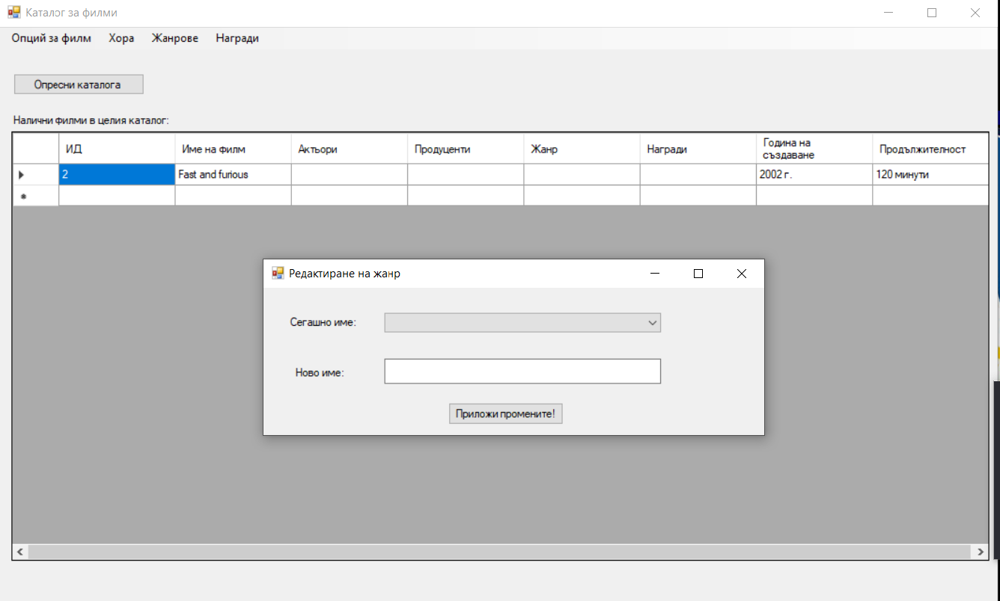 Каталог за филми
Опций за филм Хора Жанрове Награди
Опресни каталога
Налични филми в целия каталог:
ИД Име на филм Актьори Продуценти Жанр Награди Година на
създаване Продължителност
2 Fast and furious 2002 г. 120 минути
Редактиране на жанр
Сегашно име:
Ново име:
Приложи промените!